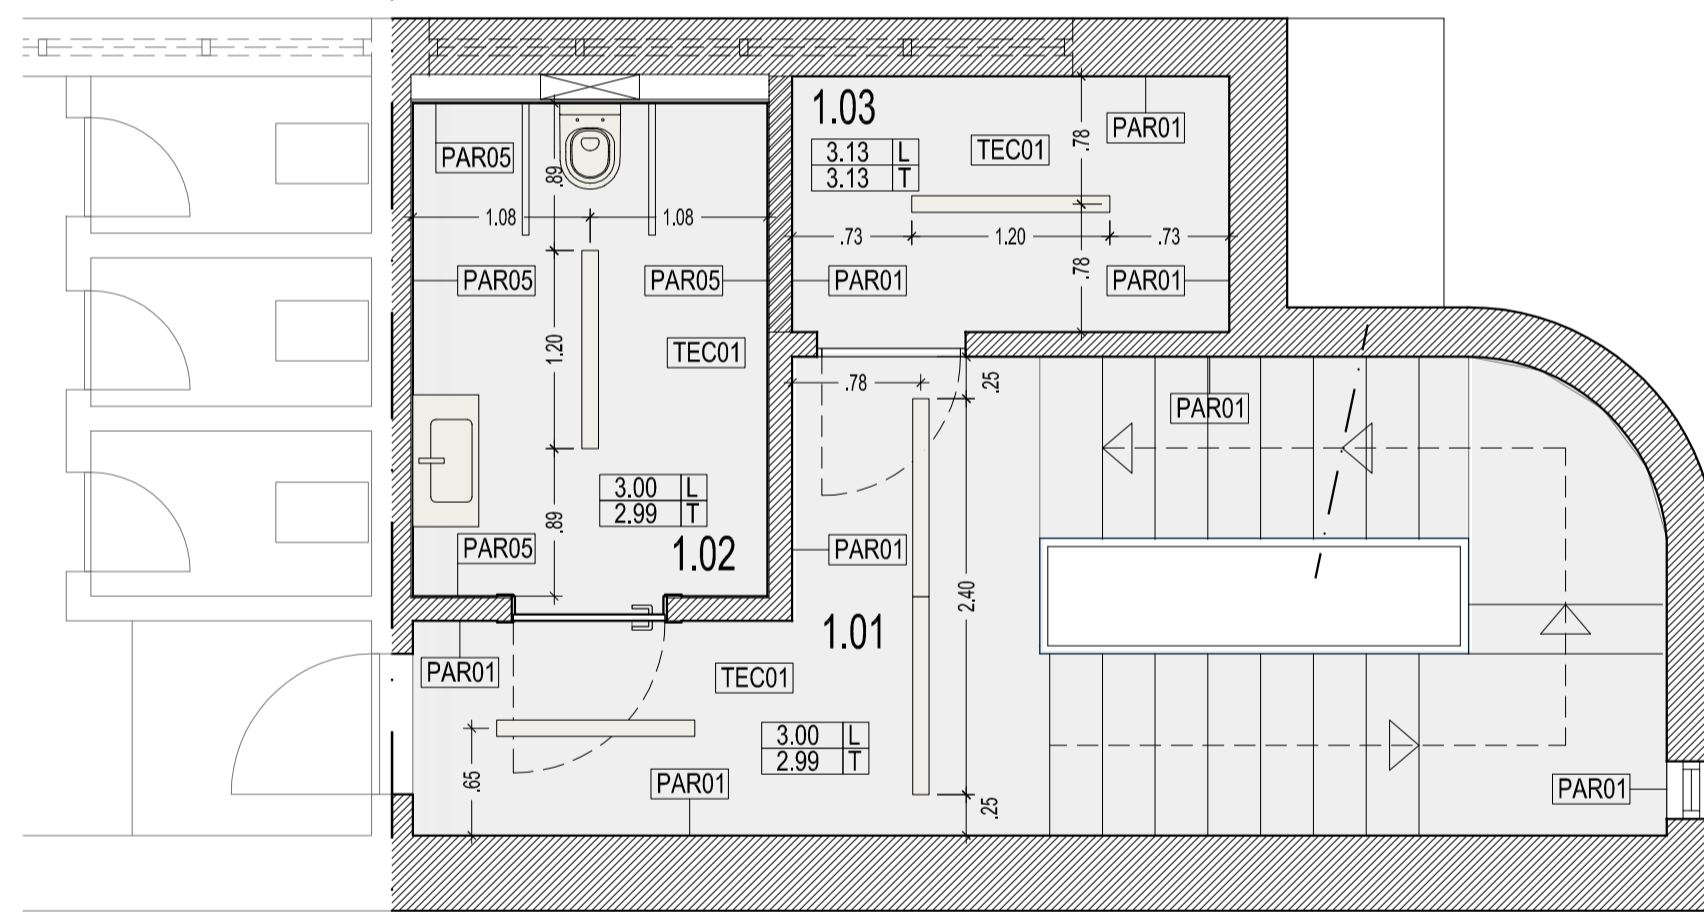 1.03
PAR01
3.13 L
3.13 T
TEC01
.78
PAR05
.89
1.08
1.08
.73
1.20
.73
PAR05
PAR05
PAR01
.78
PAR01
1.20
TEC01
.78
.25
PAR01
3.00 L
2.99 T
.89
PAR05
1.02
PAR01
2.40
1.01
PAR01
TEC01
3.00 L
2.99 T
.65
PAR01
.25
PAR01